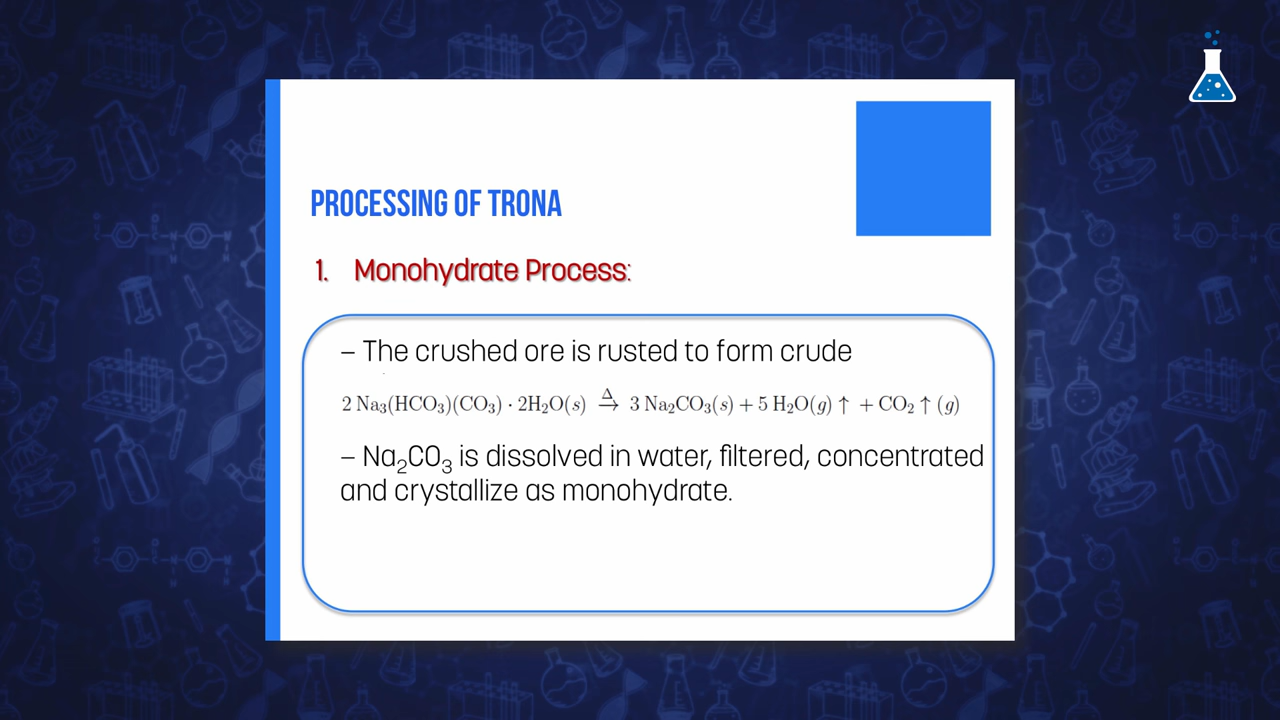 PROCESSING OF TRONA
1. Monohydrate Process:
– The crushed ore is rusted to form crude
2 Na₃(HCO₃)(CO₃) · 2H₂O(s) →^Δ 3 Na₂CO₃(s) + 5 H₂O(g) ↑ + CO₂ ↑ (g)
– Na₂CO₃ is dissolved in water, filtered, concentrated
and crystallize as monohydrate.